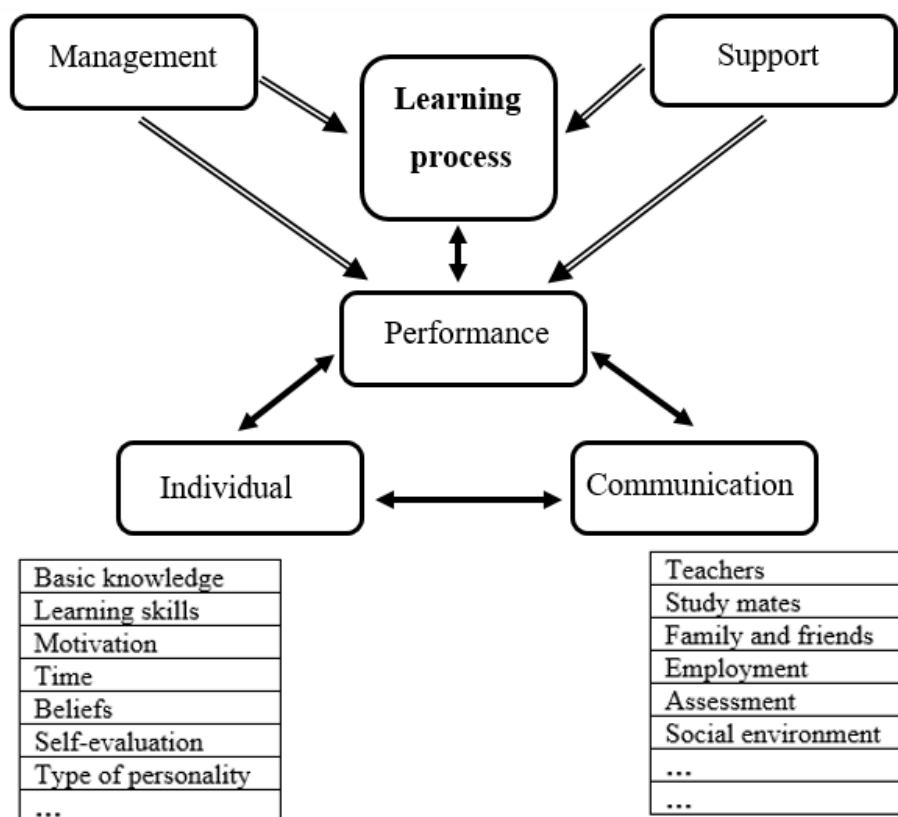 Management
Support
Learning
process
Performance
Individual
Communication
Basic knowledge
Learning skills
Motivation
Time
Beliefs
Self-evaluation
Type of personality
...
Teachers
Study mates
Family and friends
Employment
Assessment
Social environment
...
...